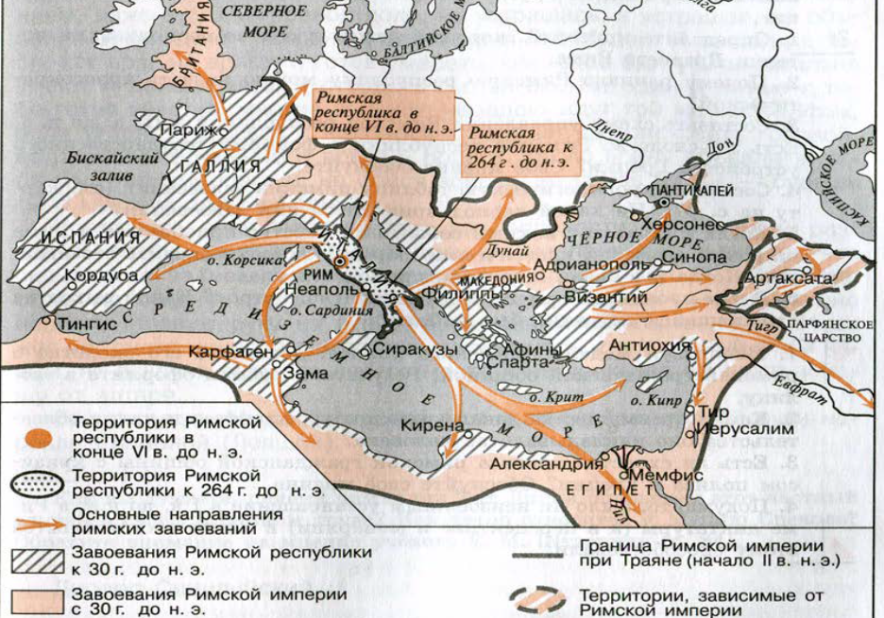 СЕВЕРНОЕ
МОРЕ
БАЛТИЙСКОЕ
БРИТАНИЯ
Римская
республика в
конце VI в. до н. э.
Римская
республика к
264 г. до н. э.
Днепр
Дон
КАСПИЙСКОЕ МОРЕ
Париж
Бискайский
залив
ГАЛЛИЯ
ПАНТИКАПЕЙ
Херсонес
ИСПАНИЯ
о. Корсика
ИТАЛИЯ
Дунай
ЧЁРНОЕ МОРЕ
Адрианополь
Синопа
РИМ
МАКЕДОНИЯ
Артаксата
Кордуба
Неаполь
Филиппы
Византий
о. Сардиния
Тингис
СРЕДИЗЕМНОЕ МОРЕ
Тигр
ПАРФЯНСКОЕ
ЦАРСТВО
Карфаген
Сиракузы
Афины
Антиохия
Зама
Спарта
Евфрат
о. Крит
о. Кипр
Кирена
Тир
Иерусалим
Александрия
Мемфис
ЕГИПЕТ
Нил
Территория Римской
республики в
конце VI в. до н. э.
Территория Римской
республики к 264 г. до н. э.
Основные направления
римских завоеваний
Завоевания Римской республики
к 30 г. до н. э.
Завоевания Римской империи
с 30 г. до н. э.
Граница Римской империи
при Траяне (начало II в. н. э.)
Территории, зависимые от
Римской империи